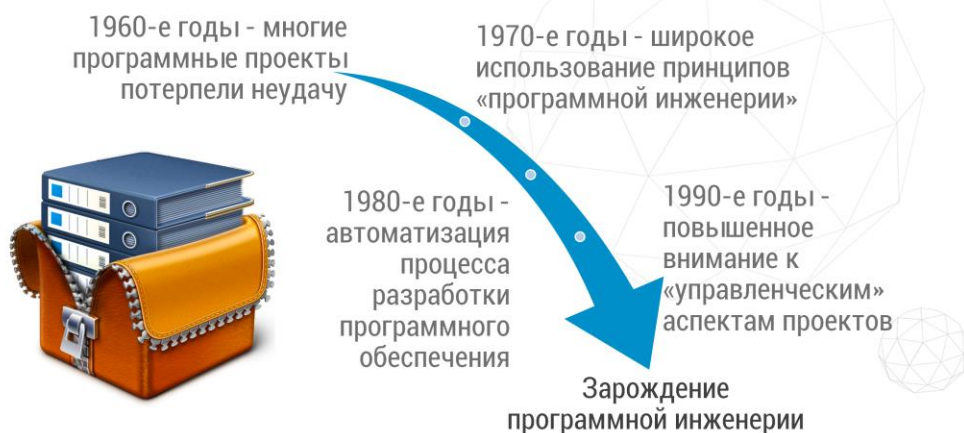 1960-е годы - многие
программные проекты
потерпели неудачу
1970-е годы - широкое
использование принципов
«программной инженерии»
1980-е годы -
автоматизация
процесса
разработки
программного
обеспечения
1990-е годы -
повышенное
внимание к
«управленческим»
аспектам проектов
Зарождение
программной инженерии